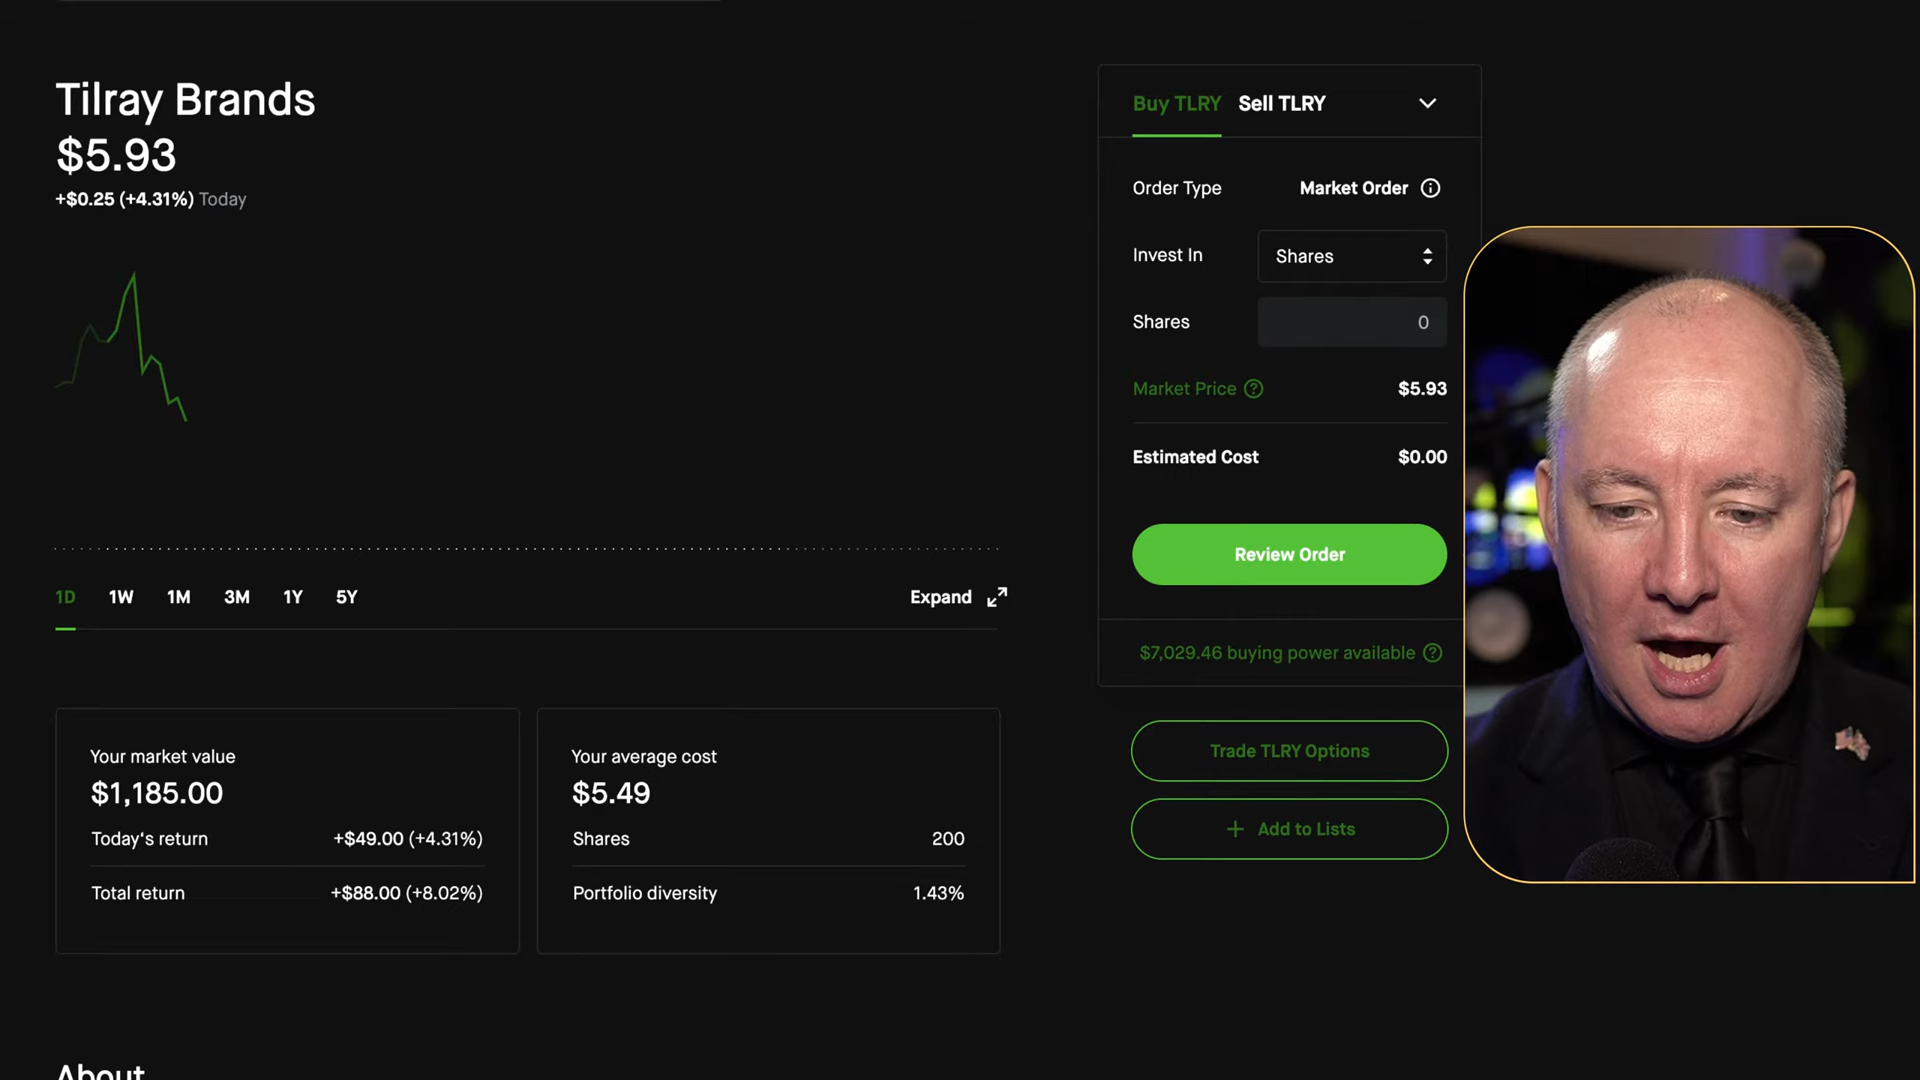 Tilray Brands
$5.93
+$0.25 (+4.31%) Today
1D 1W 1M 3M 1Y 5Y Expand
Your market value
$1,185.00
Today's return +$49.00 (+4.31%)
Total return +$88.00 (+8.02%)
Your average cost
$5.49
Shares 200
Portfolio diversity 1.43%
About
Buy TLRY Sell TLRY
Order Type Market Order
Invest In Shares
Shares 0
Market Price $5.93
Estimated Cost $0.00
Review Order
$7,029.46 buying power available
Trade TLRY Options
+ Add to Lists